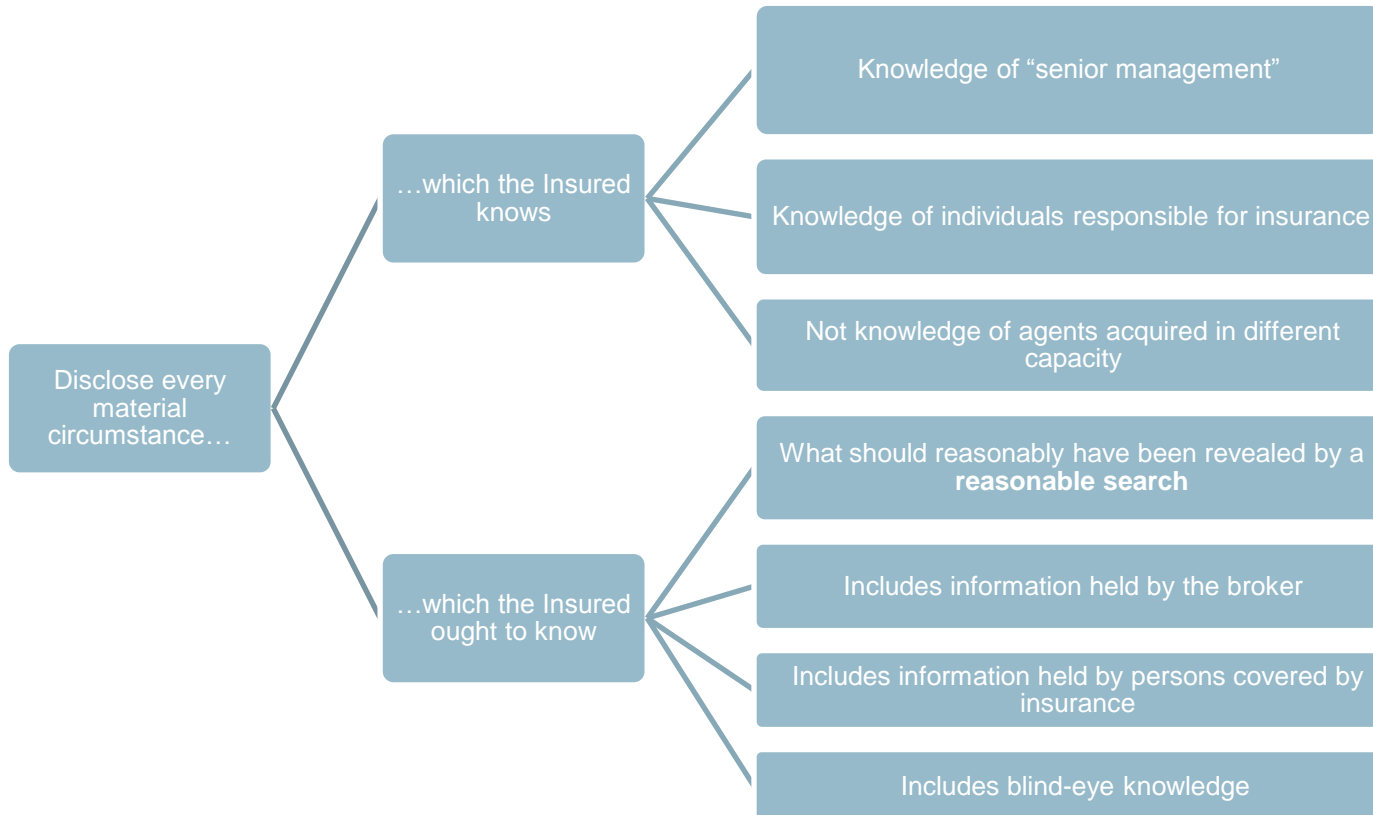 Disclose every
material
circumstance…
…which the Insured
knows
Knowledge of “senior management”
Knowledge of individuals responsible for insurance
Not knowledge of agents acquired in different
capacity
…which the Insured
ought to know
What should reasonably have been revealed by a
reasonable search
Includes information held by the broker
Includes information held by persons covered by
insurance
Includes blind-eye knowledge